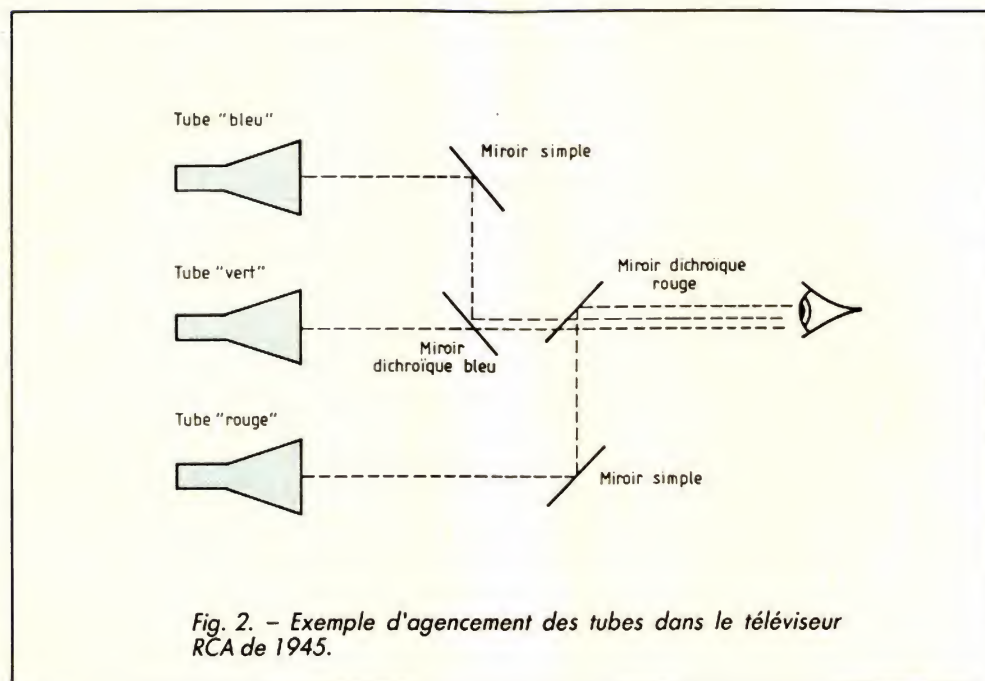 Tube "bleu"
Miroir simple
Tube "vert"
Miroir dichroïque
rouge
Miroir
dichroïque bleu
Tube "rouge"
Miroir simple
Fig. 2. – Exemple d'agencement des tubes dans le téléviseur
RCA de 1945.